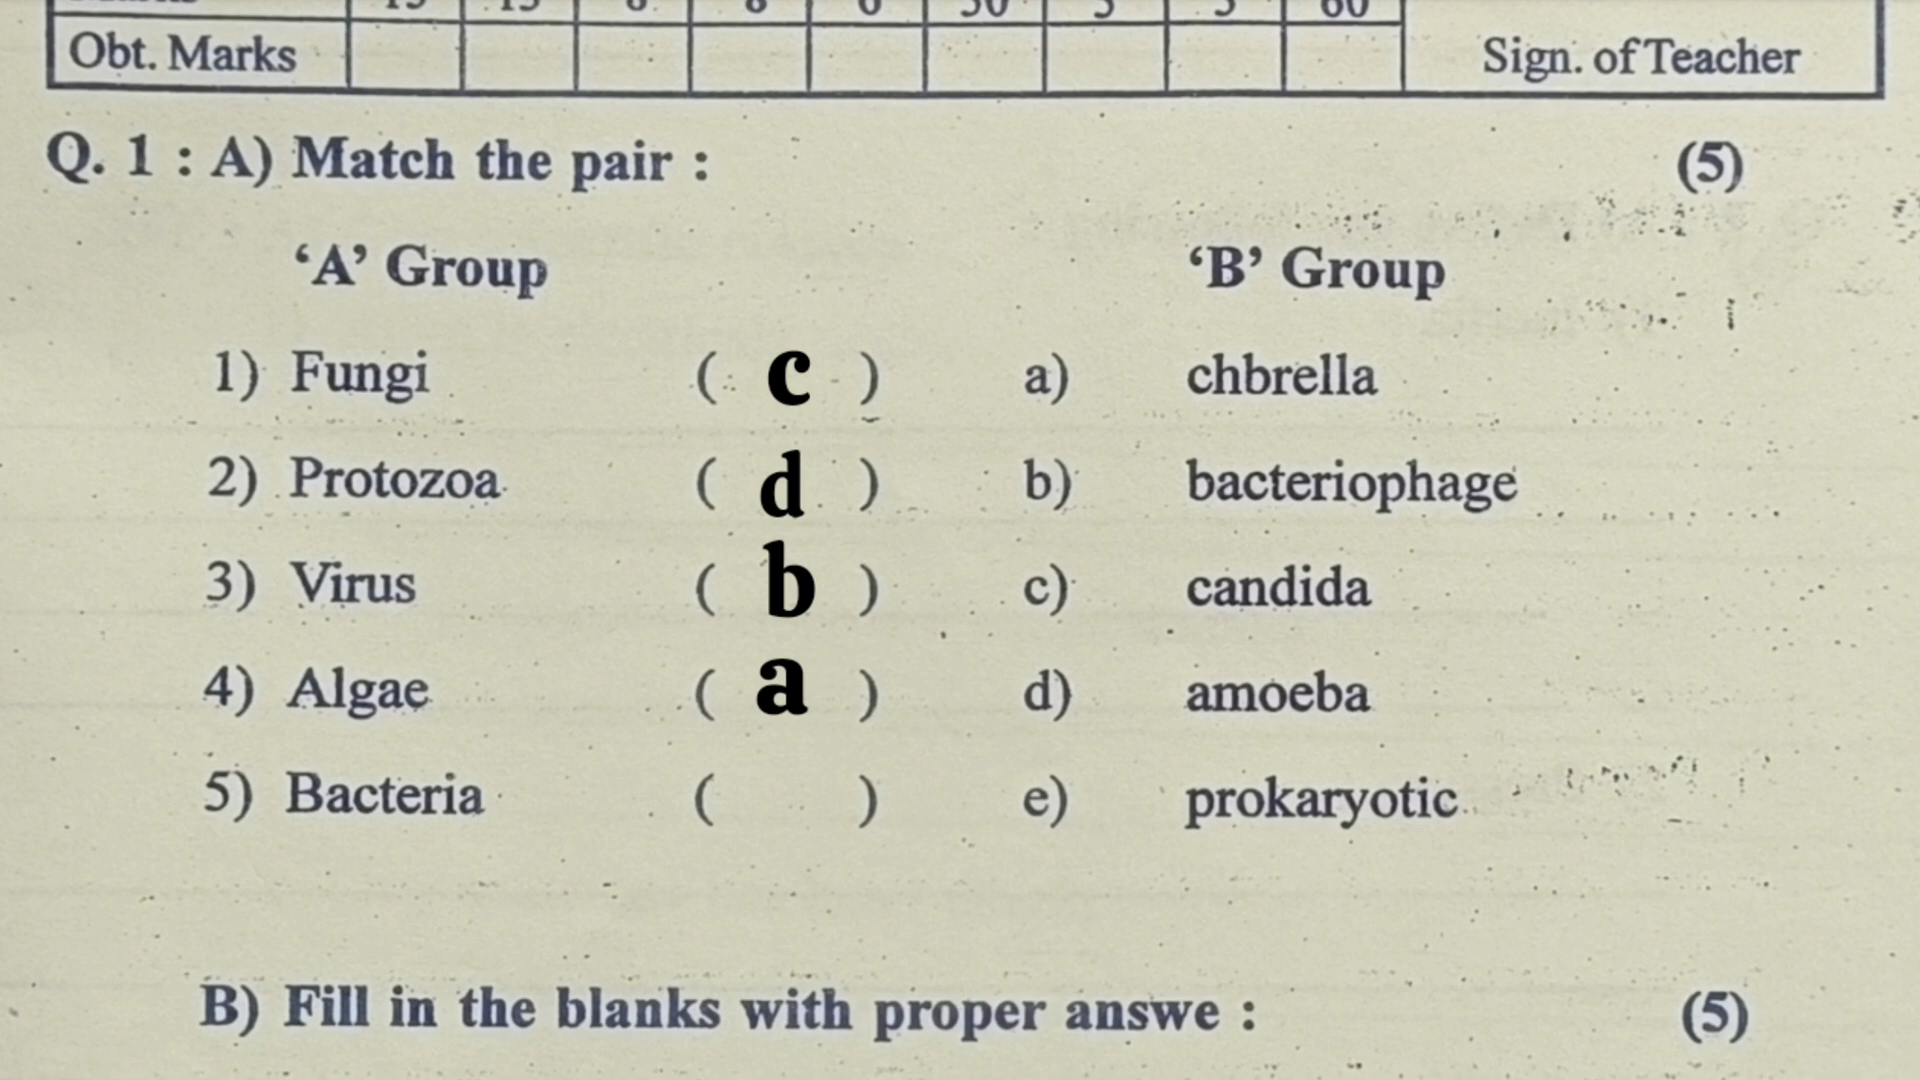 Obt. Marks Sign. of Teacher
Q. 1 : A) Match the pair : (5)
‘A’ Group ‘B’ Group
1) Fungi ( c ) a) chbrella
2) Protozoa ( d ) b) bacteriophage
3) Virus ( b ) c) candida
4) Algae ( a ) d) amoeba
5) Bacteria ( ) e) prokaryotic
B) Fill in the blanks with proper answe : (5)